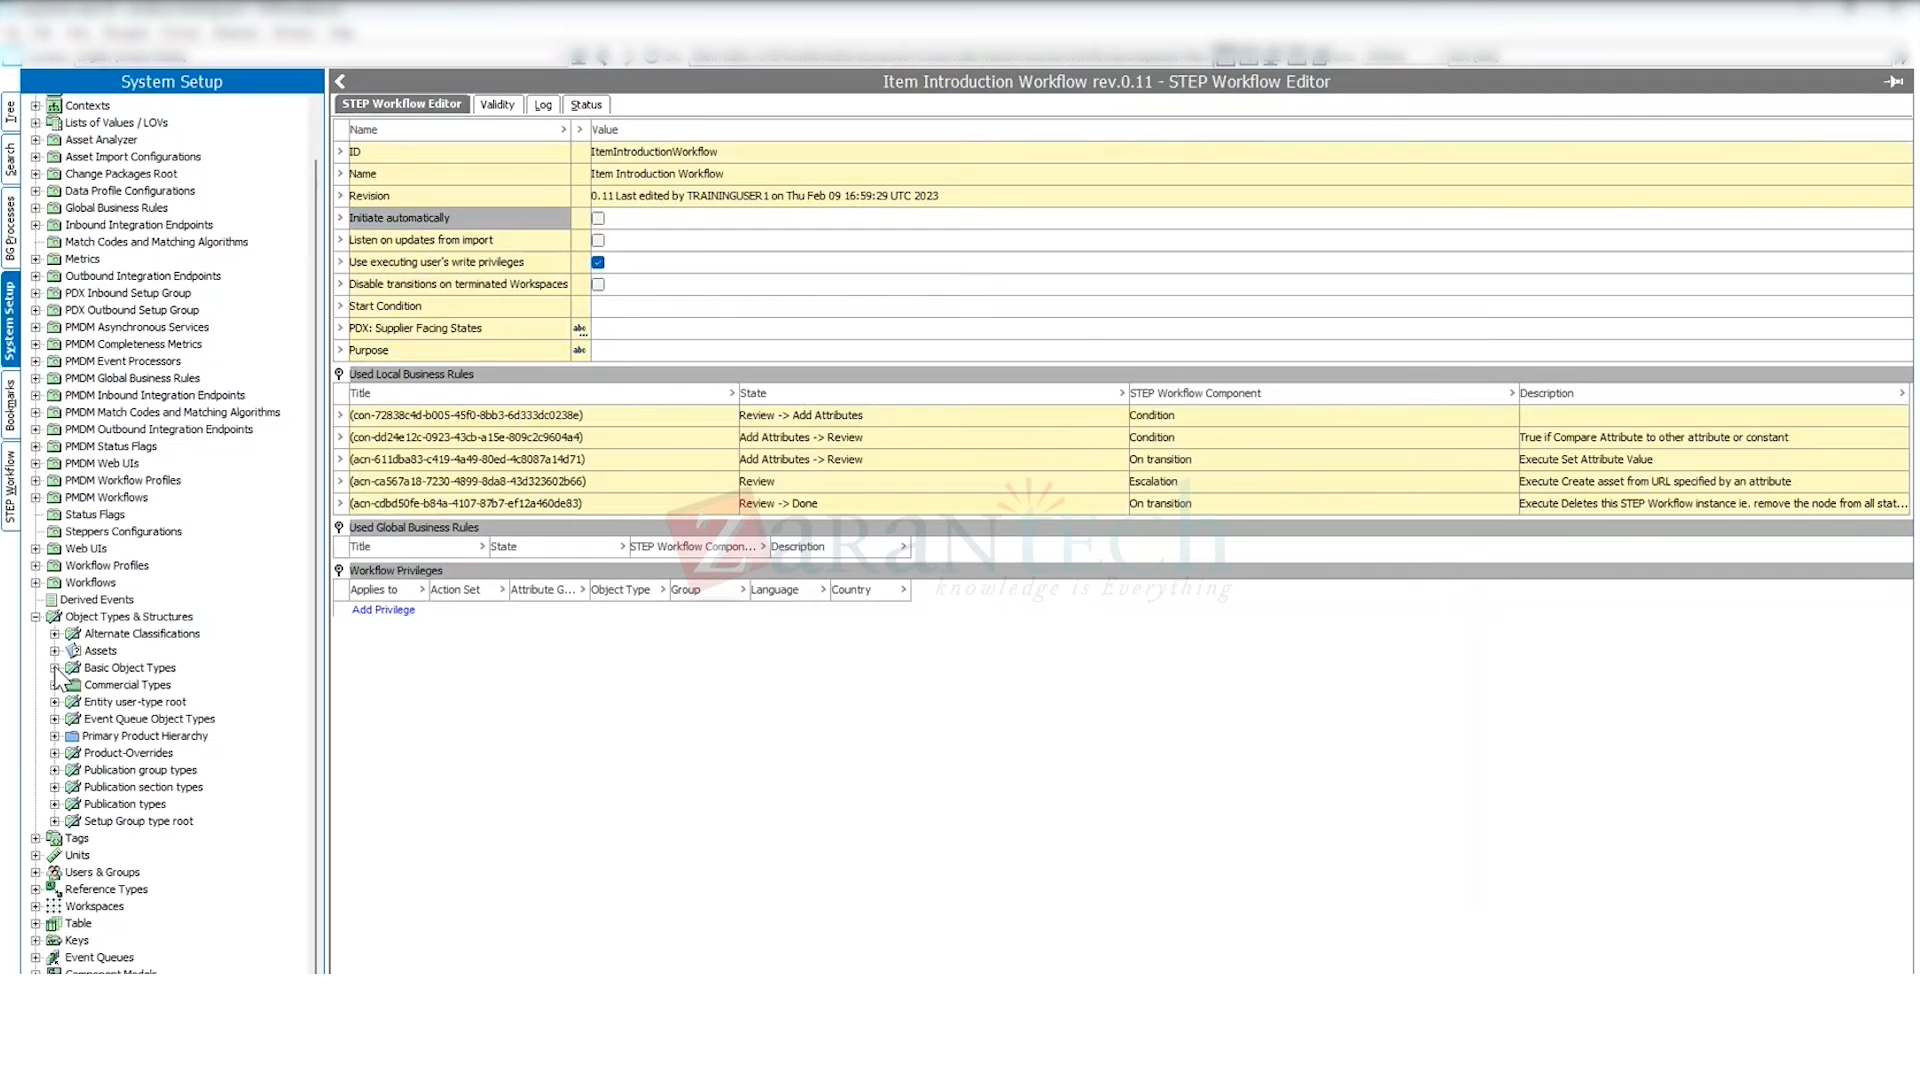 System Setup
Tree
Search
BG Processes
System Setup
Bookmarks
STEP Workflow
Contexts
Lists of Values / LOVs
Asset Analyzer
Asset Import Configurations
Change Packages Root
Data Profile Configurations
Global Business Rules
Inbound Integration Endpoints
Match Codes and Matching Algorithms
Metrics
Outbound Integration Endpoints
PDX Inbound Setup Group
PDX Outbound Setup Group
PMDM Asynchronous Services
PMDM Completeness Metrics
PMDM Event Processors
PMDM Global Business Rules
PMDM Inbound Integration Endpoints
PMDM Match Codes and Matching Algorithms
PMDM Outbound Integration Endpoints
PMDM Status Flags
PMDM Web UIs
PMDM Workflow Profiles
PMDM Workflows
Status Flags
Steppers Configurations
Web UIs
Workflow Profiles
Workflows
Derived Events
Object Types & Structures
Alternate Classifications
Assets
Basic Object Types
Commercial Types
Entity user-type root
Event Queue Object Types
Primary Product Hierarchy
Product-Overrides
Publication group types
Publication section types
Publication types
Setup Group type root
Tags
Units
Users & Groups
Reference Types
Workspaces
Table
Keys
Event Queues
Component Models
Item Introduction Workflow rev.0.11 - STEP Workflow Editor
STEP Workflow Editor Validity Log Status
Name > > Value
ID ItemIntroductionWorkflow
Name Item Introduction Workflow
Revision 0.11 Last edited by TRAININGUSER1 on Thu Feb 09 16:59:29 UTC 2023
Initiate automatically
Listen on updates from import
Use executing user's write privileges
Disable transitions on terminated Workspaces
Start Condition
PDX: Supplier Facing States abc...
Purpose abc
Used Local Business Rules
Title > State > STEP Workflow Component > Description >
(con-72838c4d-b005-45f0-8bb3-6d333dc0238e) Review -> Add Attributes Condition
(con-dd24e12c-0923-43cb-a15e-809c2c9604a4) Add Attributes -> Review Condition True if Compare Attribute to other attribute or constant
(acn-611dba83-c419-4a49-80ed-4c8087a14d71) Add Attributes -> Review On transition Execute Set Attribute Value
(acn-ca567a18-7230-4899-8da8-43d323602b66) Review Escalation Execute Create asset from URL specified by an attribute
(acn-cdbd50fe-b84a-4107-87b7-ef12a460de83) Review -> Done On transition Execute Deletes this STEP Workflow instance ie. remove the node from all stat...
Used Global Business Rules
Title > State > STEP Workflow Compon... > Description >
Workflow Privileges
Applies to > Action Set > Attribute G... > Object Type > Group > Language > Country >
Add Privilege
ZARANTECH
knowledge is Everything